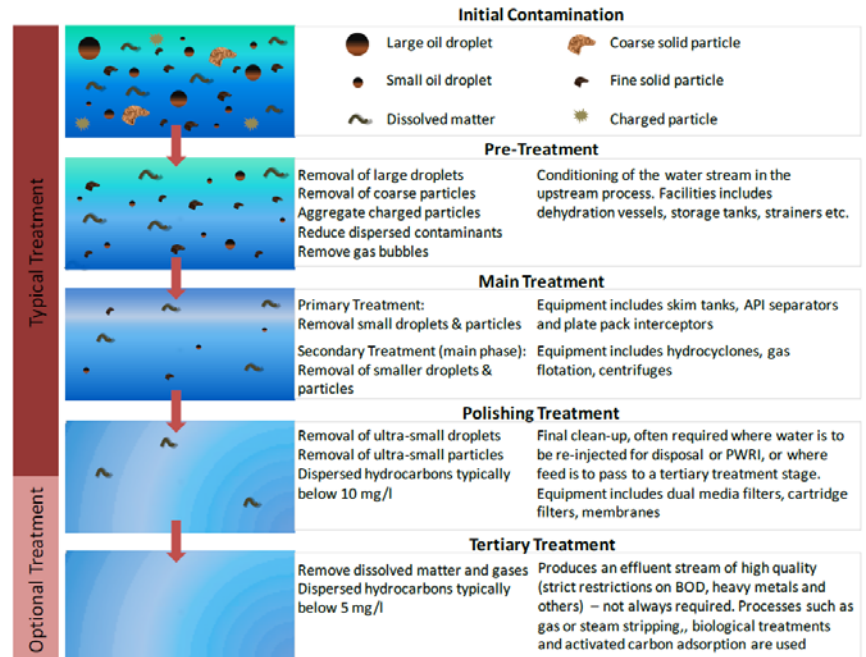 Typical Treatment
Optional Treatment
Initial Contamination
Large oil droplet
Coarse solid particle
Small oil droplet
Fine solid particle
Dissolved matter
Charged particle
Pre-Treatment
Removal of large droplets
Removal of coarse particles
Aggregate charged particles
Reduce dispersed contaminants
Remove gas bubbles
Conditioning of the water stream in the
upstream process. Facilities includes
dehydration vessels, storage tanks, strainers etc.
Main Treatment
Primary Treatment:
Removal small droplets & particles
Equipment includes skim tanks, API separators
and plate pack interceptors
Secondary Treatment (main phase):
Removal of smaller droplets &
particles
Equipment includes hydrocyclones, gas
flotation, centrifuges
Polishing Treatment
Removal of ultra-small droplets
Removal of ultra-small particles
Dispersed hydrocarbons typically
below 10 mg/l
Final clean-up, often required where water is to
be re-injected for disposal or PWRI, or where
feed is to pass to a tertiary treatment stage.
Equipment includes dual media filters, cartridge
filters, membranes
Tertiary Treatment
Remove dissolved matter and gases
Dispersed hydrocarbons typically
below 5 mg/l
Produces an effluent stream of high quality
(strict restrictions on BOD, heavy metals and
others) – not always required. Processes such as
gas or steam stripping,, biological treatments
and activated carbon adsorption are used